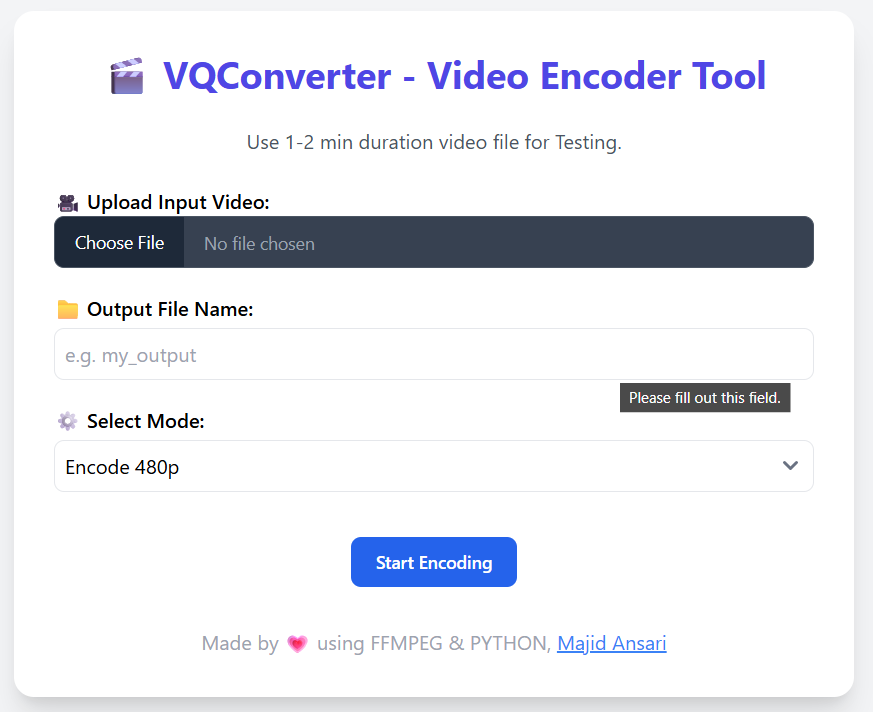 🎬 VQConverter - Video Encoder Tool
Use 1-2 min duration video file for Testing.
🎥 Upload Input Video:
Choose File No file chosen
📁 Output File Name:
e.g. my_output
Please fill out this field.
⚙️ Select Mode:
Encode 480p
Start Encoding
Made by 💗 using FFMPEG & PYTHON, Majid Ansari